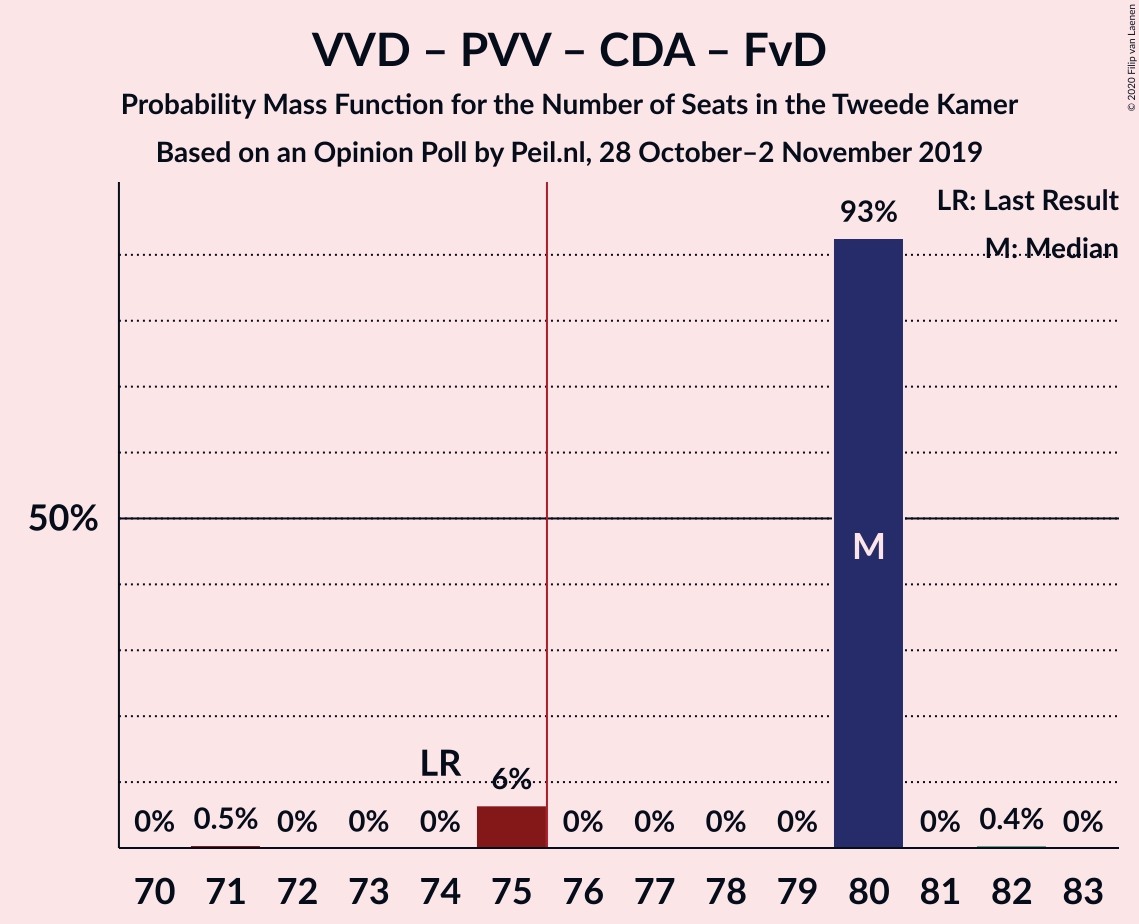 VVD – PVV – CDA – FvD
Probability Mass Function for the Number of Seats in the Tweede Kamer
Based on an Opinion Poll by Peil.nl, 28 October–2 November 2019
© 2020 Filip van Laenen
LR: Last Result
M: Median
93%
50%
M
LR
6%
0% 0.5% 0% 0% 0% 0% 0% 0% 0% 0% 0.4% 0%
70 71 72 73 74 75 76 77 78 79 80 81 82 83